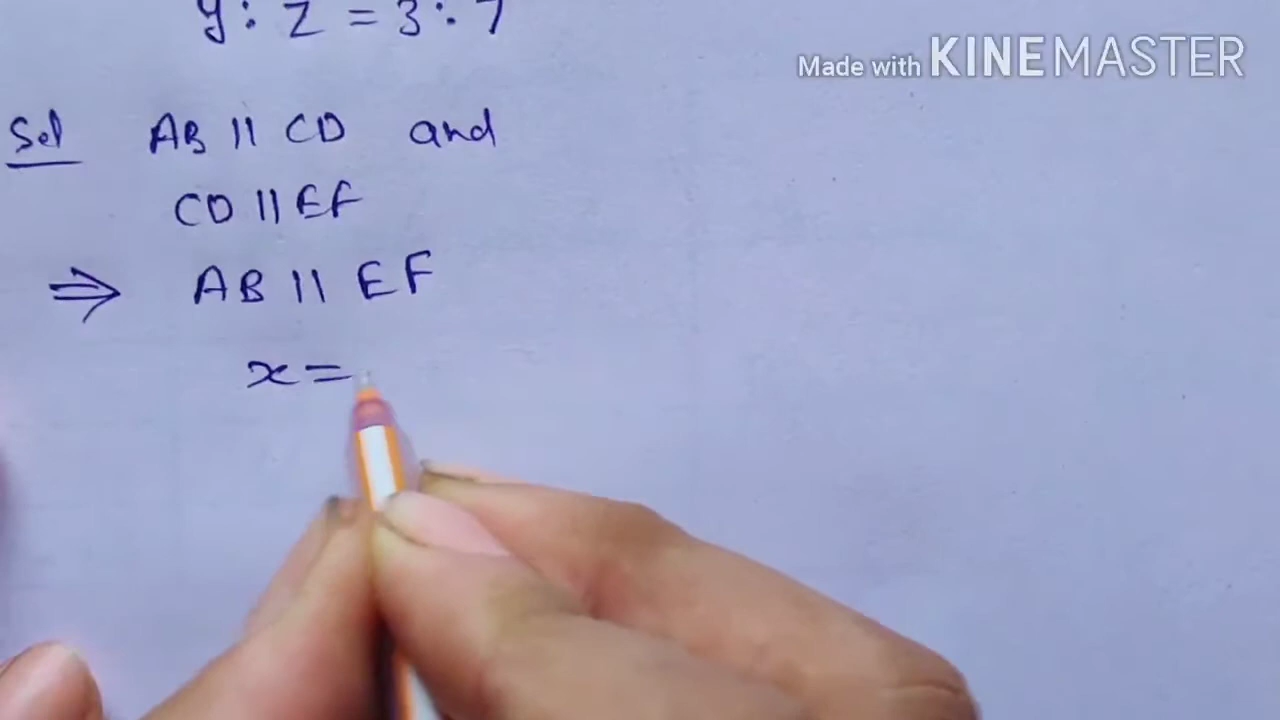 y : z = 3 : 7
Made with KINEMASTER
Sol AB || CD and
CD || EF
⇒ AB || EF
x =